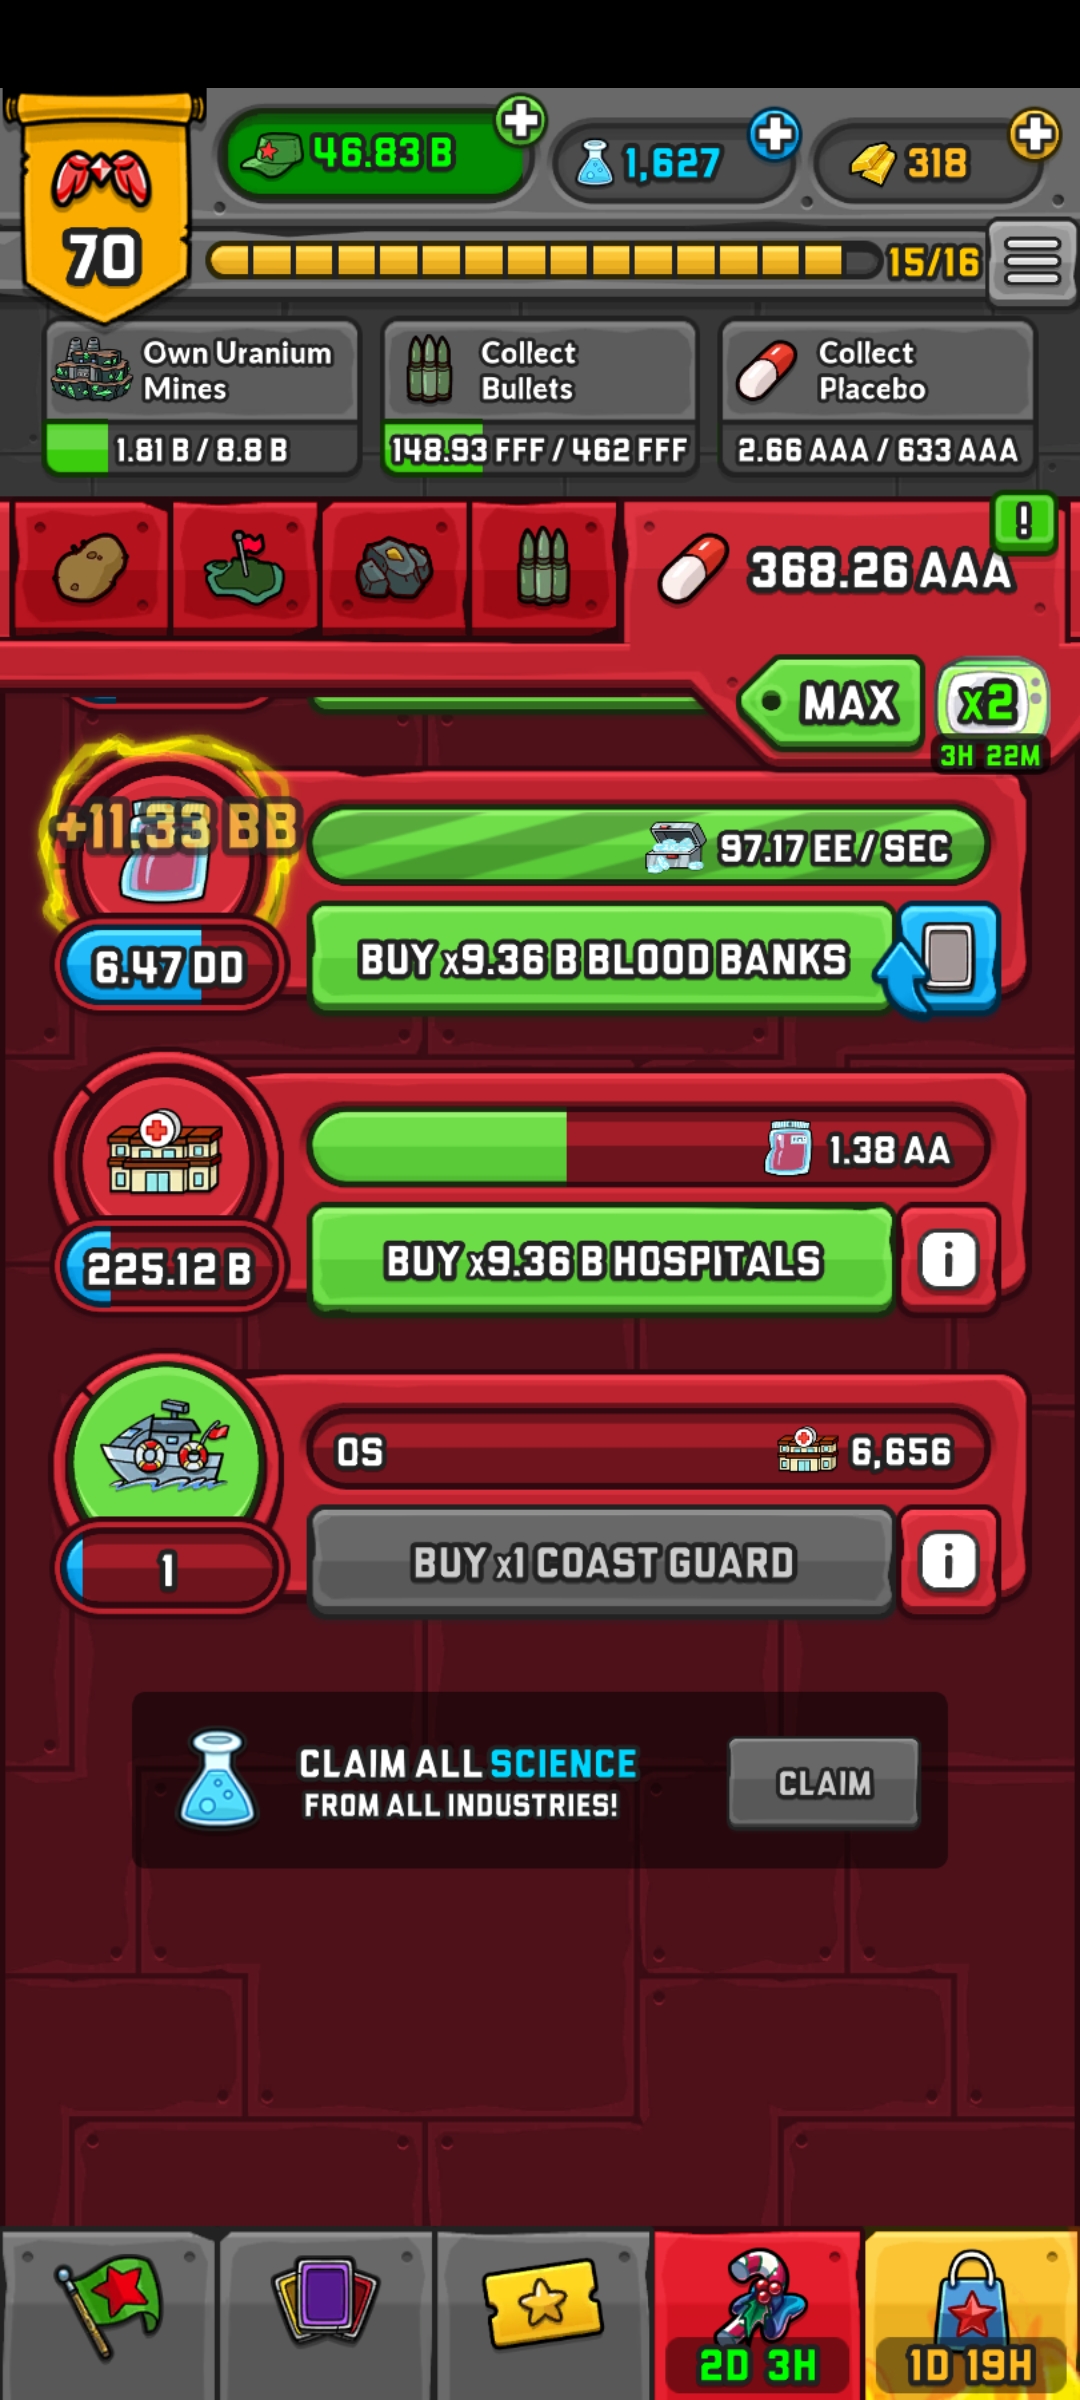 46.83 B
1,627
318
70
15/16
Own Uranium
Mines
1.81 B / 8.8 B
Collect
Bullets
148.93 FFF / 462 FFF
Collect
Placebo
2.66 AAA / 633 AAA
!
368.26 AAA
MAX
x2
3H 22M
+11.33 BB
97.17 EE / SEC
6.47 DD
BUY x9.36 B BLOOD BANKS
1.38 AA
225.12 B
BUY x9.36 B HOSPITALS
i
0S
6,656
1
BUY x1 COAST GUARD
i
CLAIM ALL SCIENCE
FROM ALL INDUSTRIES!
CLAIM
2D 3H
1D 19H